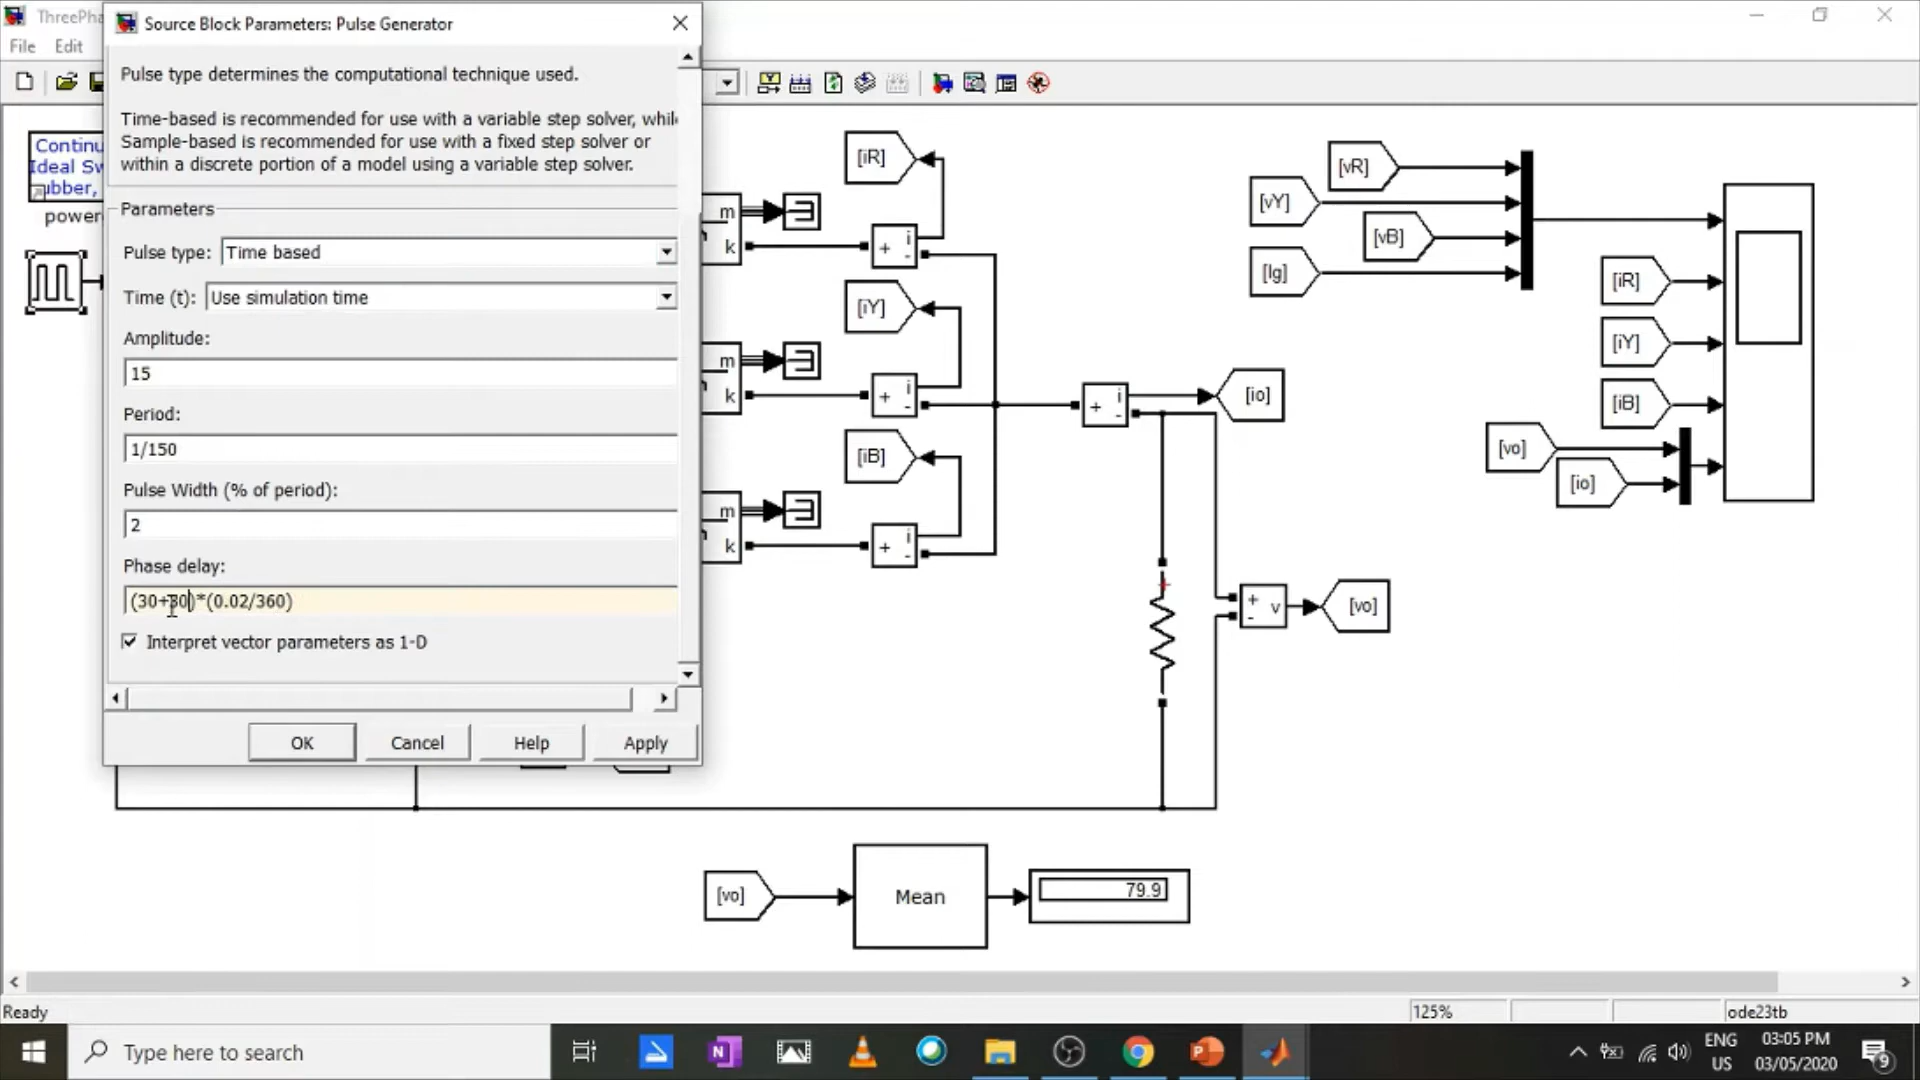 ThreePha
Source Block Parameters: Pulse Generator
File Edit
Pulse type determines the computational technique used.
Time-based is recommended for use with a variable step solver, while
Sample-based is recommended for use with a fixed step solver or
within a discrete portion of a model using a variable step solver.
Parameters
Pulse type: Time based
Time (t): Use simulation time
Amplitude:
15
Period:
1/150
Pulse Width (% of period):
2
Phase delay:
(30+30)*(0.02/360)
Interpret vector parameters as 1-D
OK Cancel Help Apply
Continu
Ideal Sw
ubber,
power
m
k
m
k
m
k
[iR]
+ i -
[iY]
+ i -
[iB]
+ i -
+ i -
[io]
+ v -
[vo]
[vR]
[vY]
[vB]
[Ig]
[iR]
[iY]
[iB]
[vo]
[io]
[vo]
Mean
79.9
Ready
125%
ode23tb
Type here to search
ENG
US
03:05 PM
03/05/2020
9